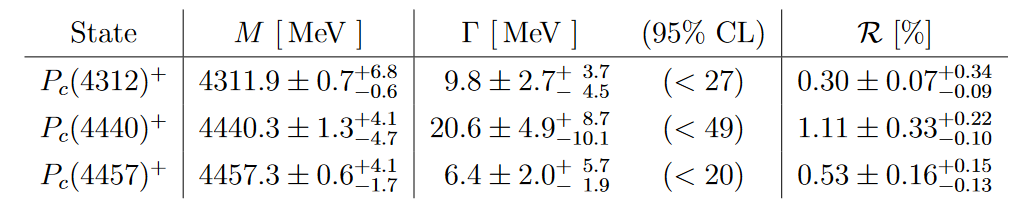 State M [ MeV ] Γ [ MeV ] (95% CL) ℛ [%]
P_c(4312)^+ 4311.9 ± 0.7^{+6.8}_{−0.6} 9.8 ± 2.7^{+ 3.7}_{− 4.5} (< 27) 0.30 ± 0.07^{+0.34}_{−0.09}
P_c(4440)^+ 4440.3 ± 1.3^{+4.1}_{−4.7} 20.6 ± 4.9^{+ 8.7}_{−10.1} (< 49) 1.11 ± 0.33^{+0.22}_{−0.10}
P_c(4457)^+ 4457.3 ± 0.6^{+4.1}_{−1.7} 6.4 ± 2.0^{+ 5.7}_{− 1.9} (< 20) 0.53 ± 0.16^{+0.15}_{−0.13}